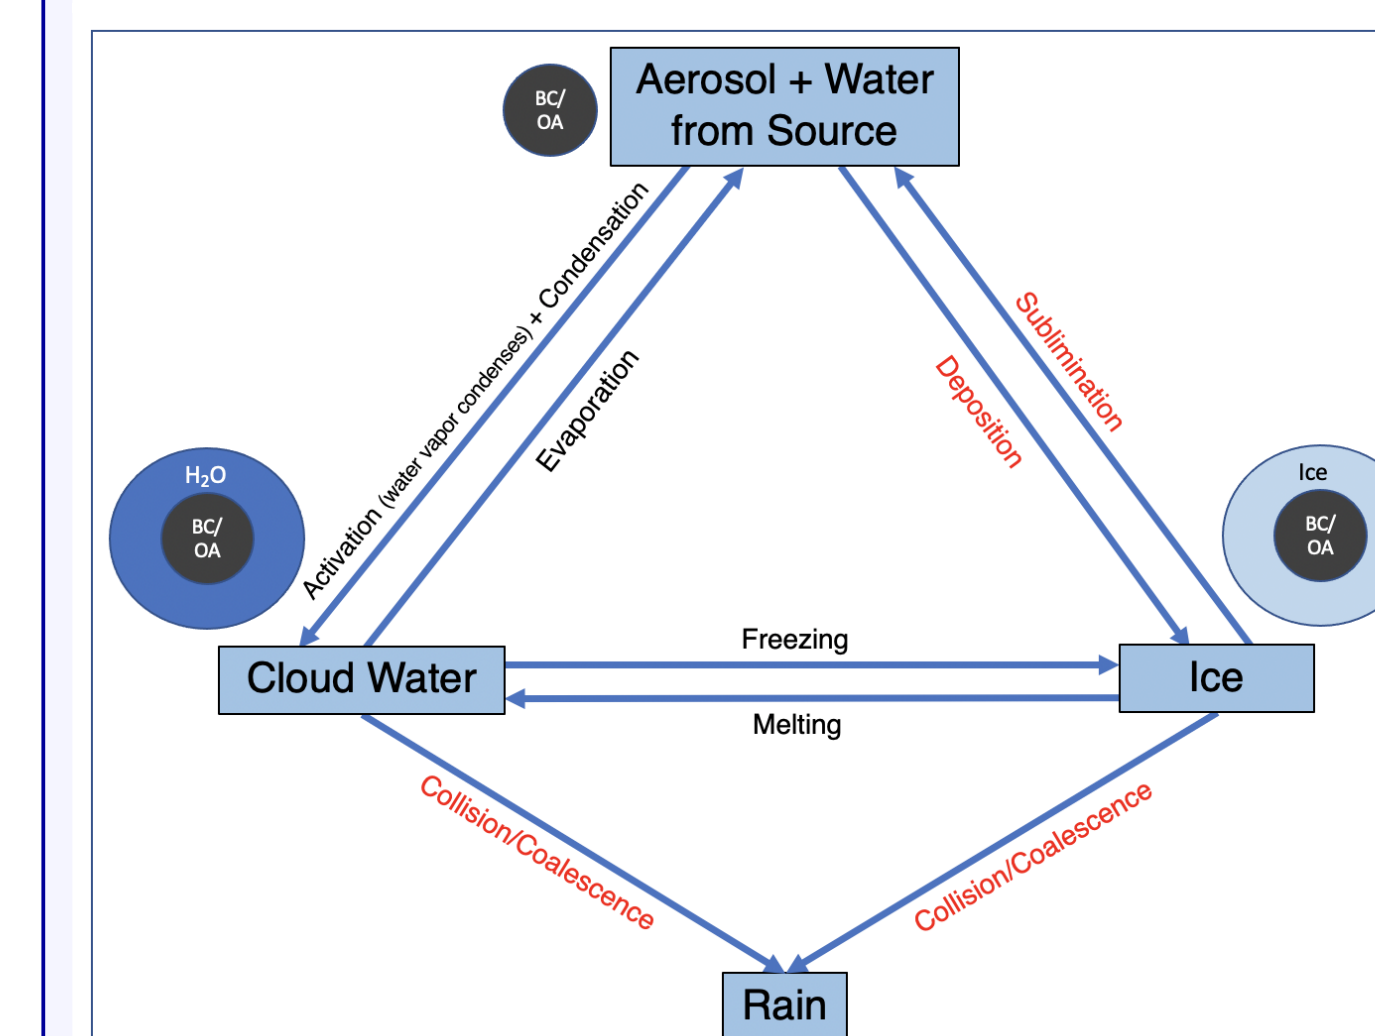 BC/
OA
Aerosol + Water
from Source
Activation (water vapor condenses) + Condensation
Evaporation
Deposition
Sublimination
H₂O
BC/
OA
Ice
BC/
OA
Freezing
Cloud Water
Ice
Melting
Collision/Coalescence
Collision/Coalescence
Rain